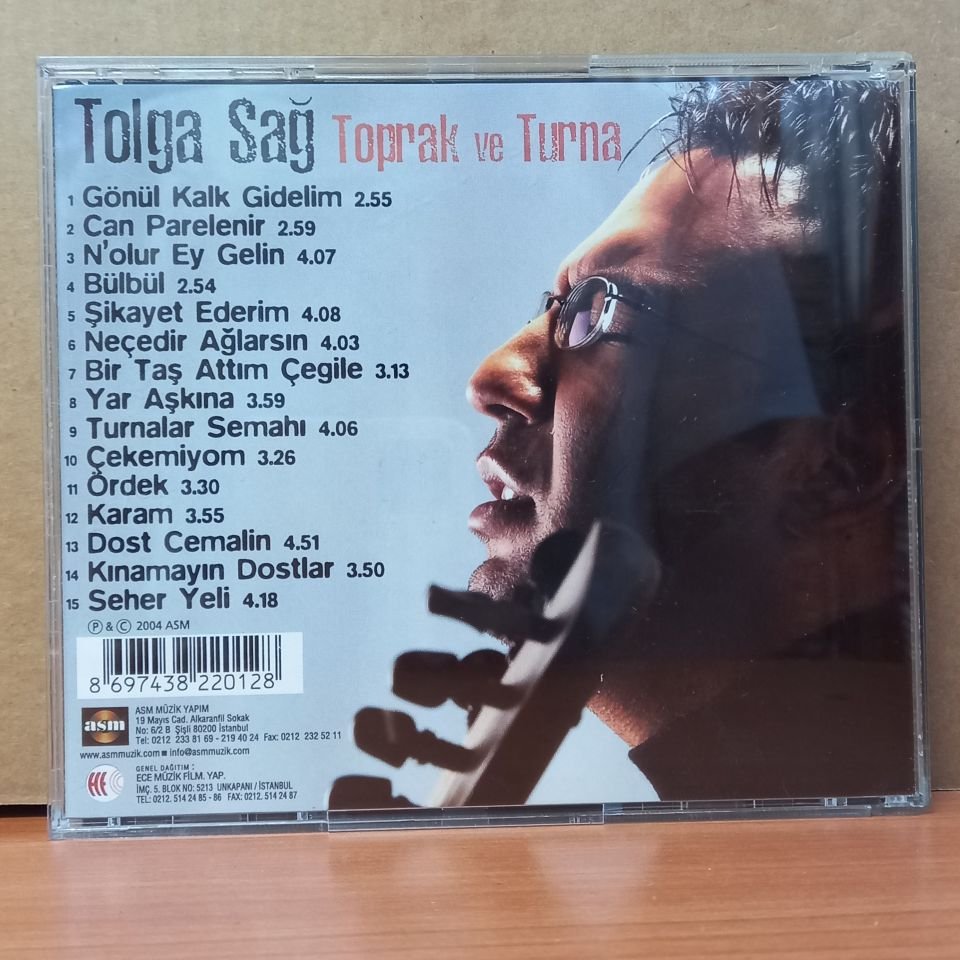 Tolga Sağ Toprak ve Turna
1 Gönül Kalk Gidelim 2.55
2 Can Parelenir 2.59
3 N'olur Ey Gelin 4.07
4 Bülbül 2.54
5 Şikayet Ederim 4.08
6 Neçedir Ağlarsın 4.03
7 Bir Taş Attım Çegile 3.13
8 Yar Aşkına 3.59
9 Turnalar Semahı 4.06
10 Çekemiyom 3.26
11 Ördek 3.30
12 Karam 3.55
13 Dost Cemalin 4.51
14 Kınamayın Dostlar 3.50
15 Seher Yeli 4.18
Ⓟ & © 2004 ASM
8 697438 220128
asm
ASM MÜZİK YAPIM
19 Mayıs Cad. Alkaranfil Sokak
No: 6/2 B Şişli 80200 İstanbul
Tel: 0212 233 81 69 - 219 40 24 Fax: 0212 232 52 11
www.asmmuzik.com ■ info@asmmuzik.com
GENEL DAĞITIM :
ECE MÜZİK FİLM. YAP.
İMÇ. 5. BLOK NO: 5213 UNKAPANI / İSTANBUL
TEL: 0212. 514 24 85 - 86 FAX: 0212. 514 24 87